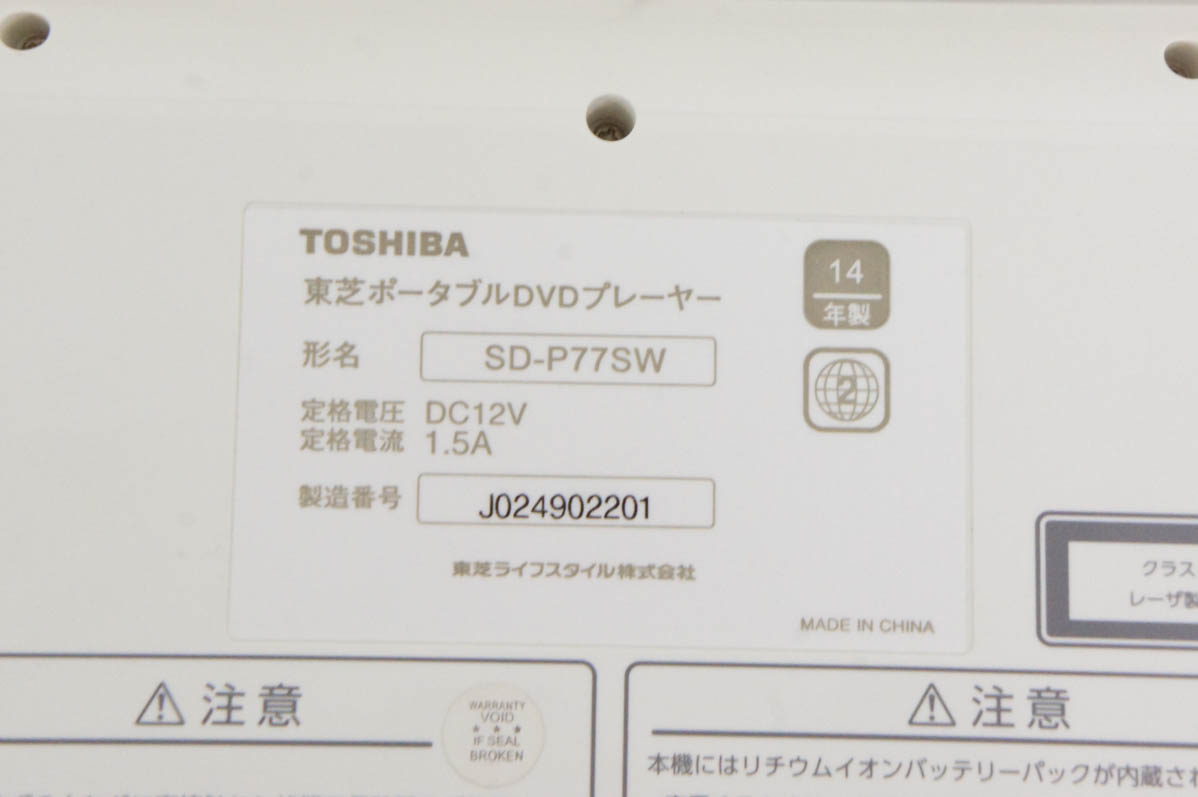 TOSHIBA
東芝ポータブルDVDプレーヤー
14
年製
形名 SD-P77SW
2
定格電圧 DC12V
定格電流 1.5A
製造番号 J024902201
東芝ライフスタイル株式会社
MADE IN CHINA
クラス
レーザ製
注意
WARRANTY
VOID
IF SEAL
BROKEN
注意
本機にはリチウムイオンバッテリーパックが内蔵され